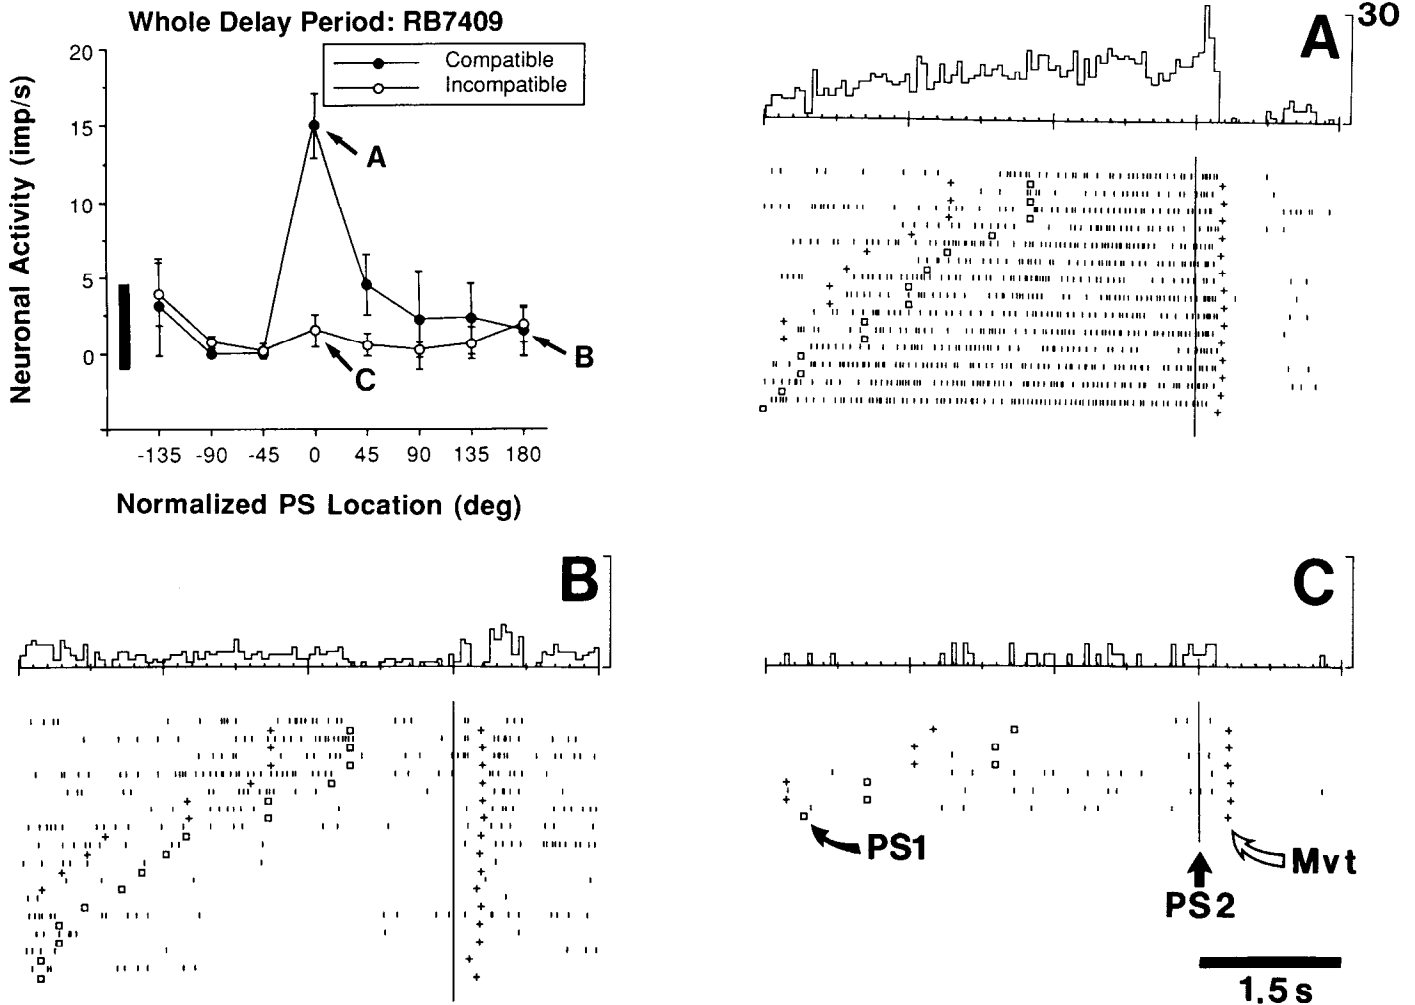 Whole Delay Period: RB7409
Compatible
Incompatible
Neuronal Activity (imp/s)
20
15
10
5
0
A
B
C
-135 -90 -45 0 45 90 135 180
Normalized PS Location (deg)
A
30
B
C
PS1
Mvt
PS2
1.5 s